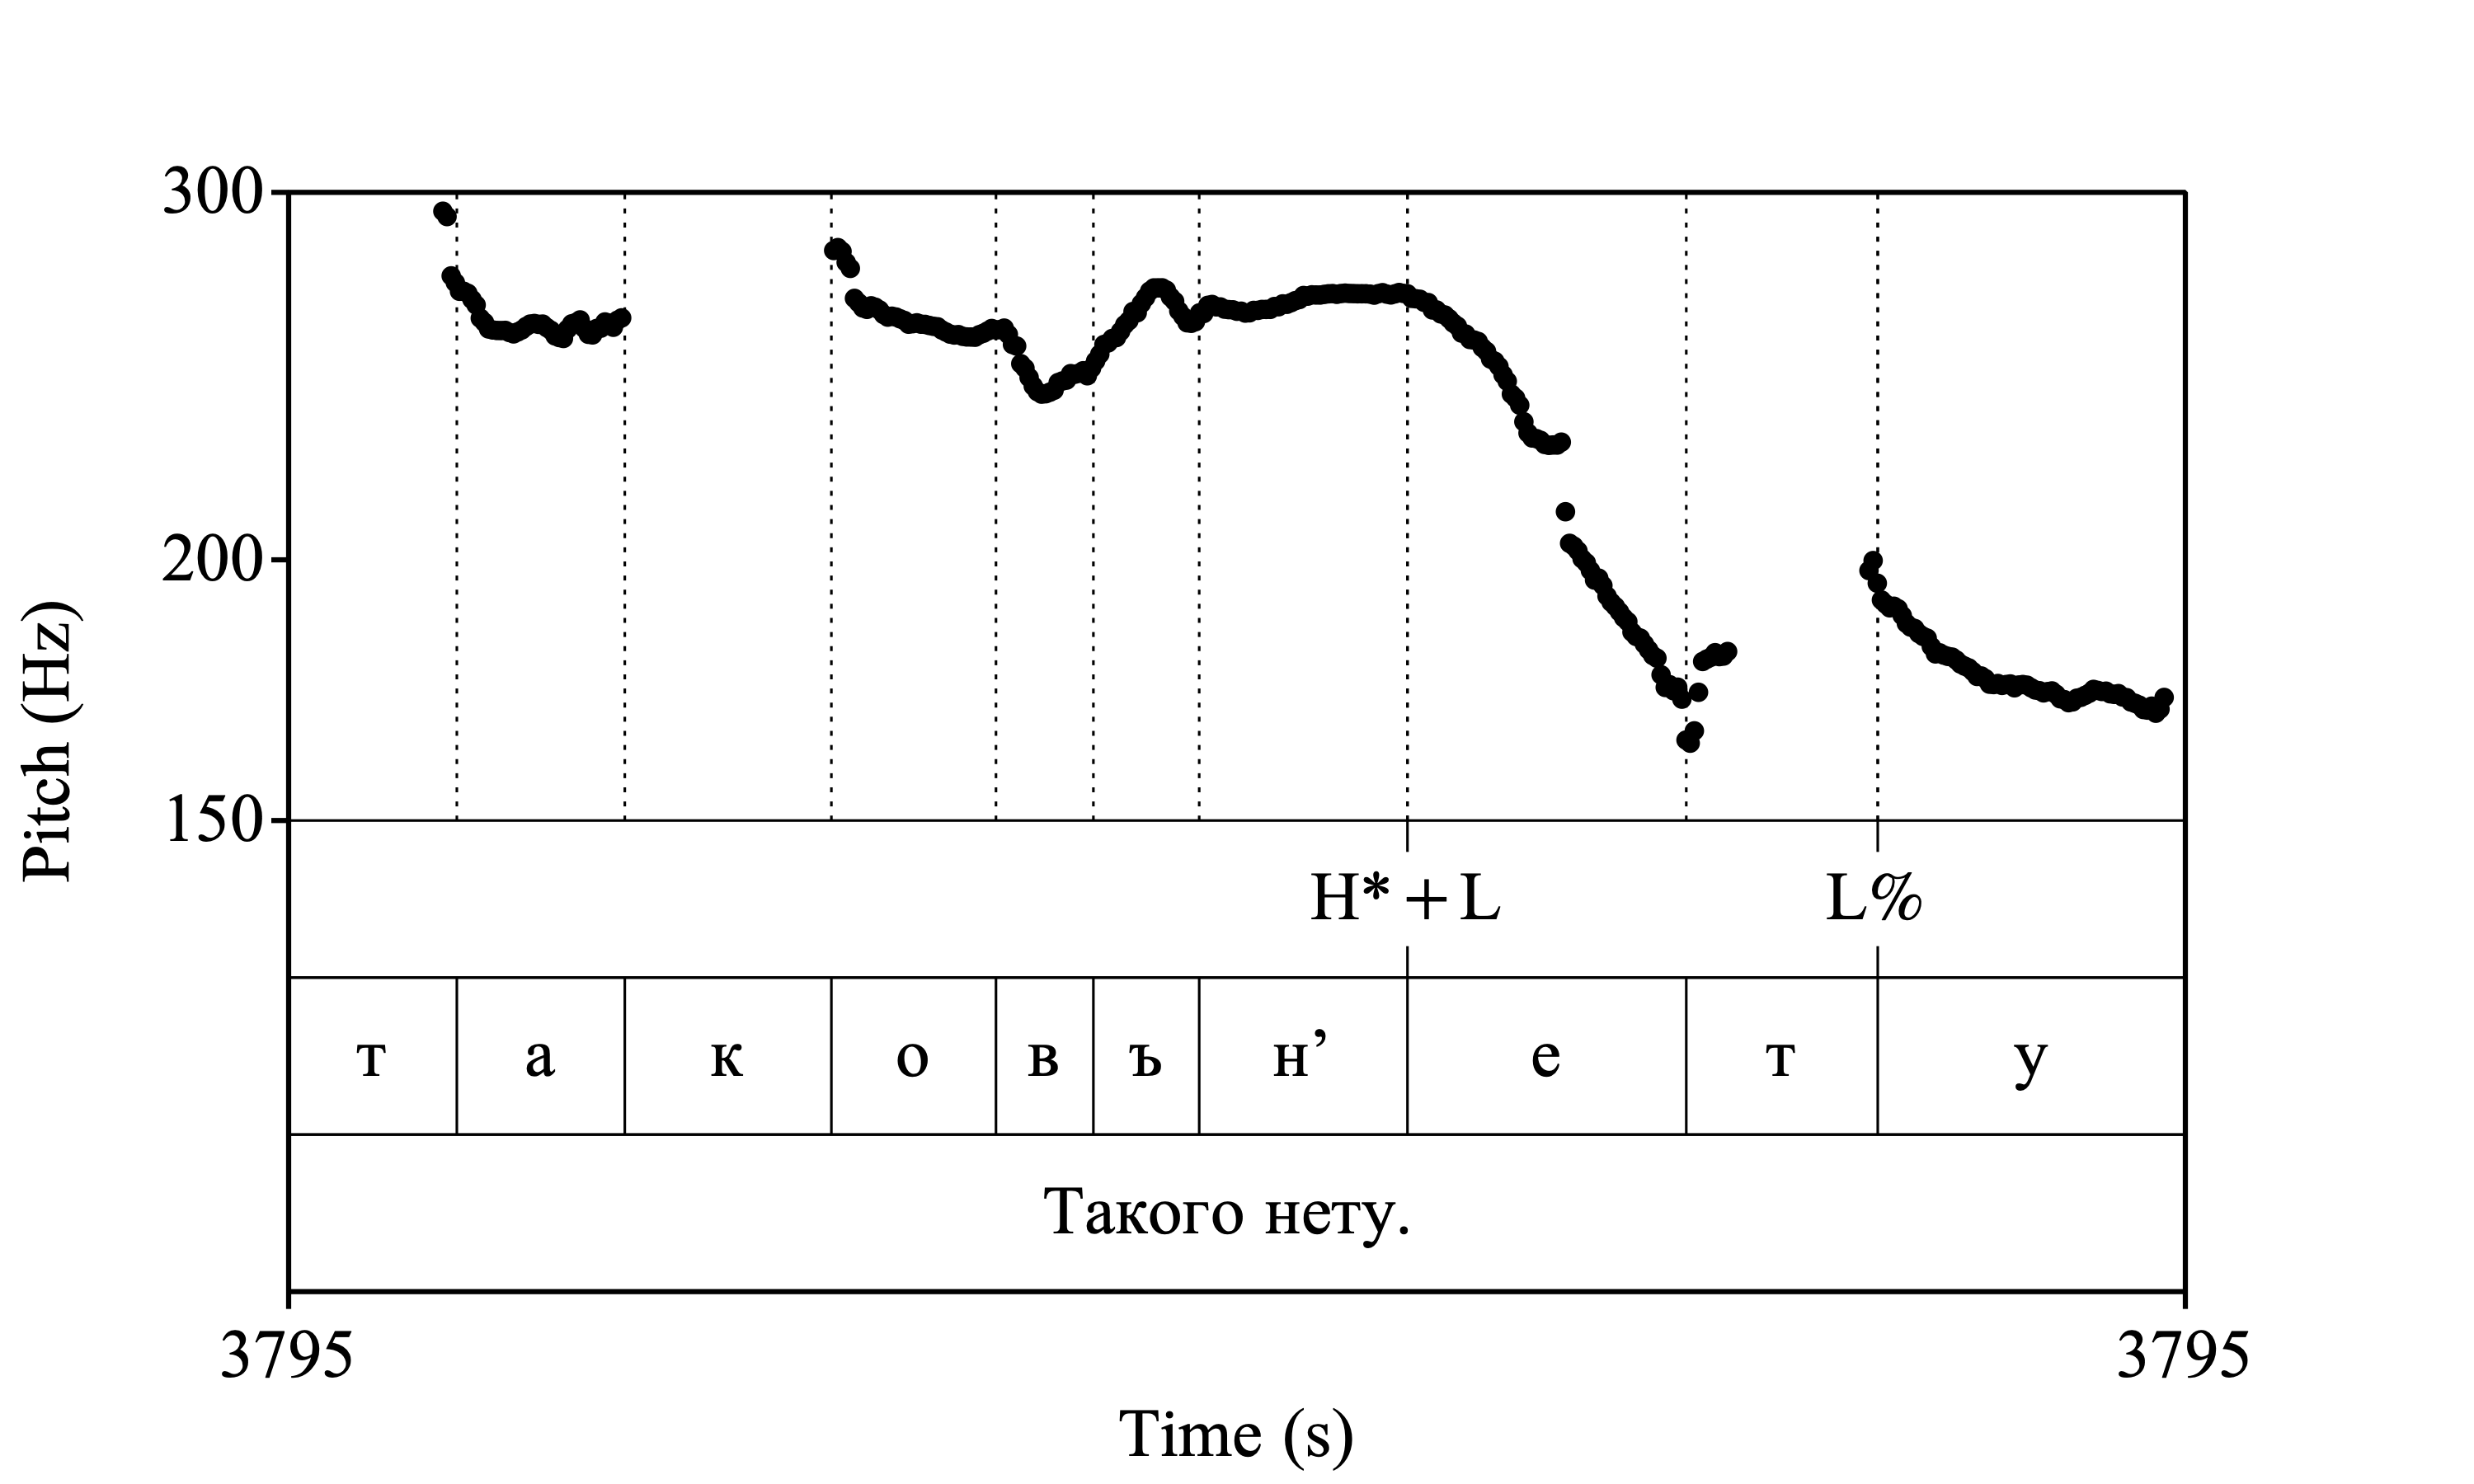 300
200
150
Pitch (Hz)
H*+L L%
т а к о в ъ н’ е т у
Такого нету.
3795 3795
Time (s)